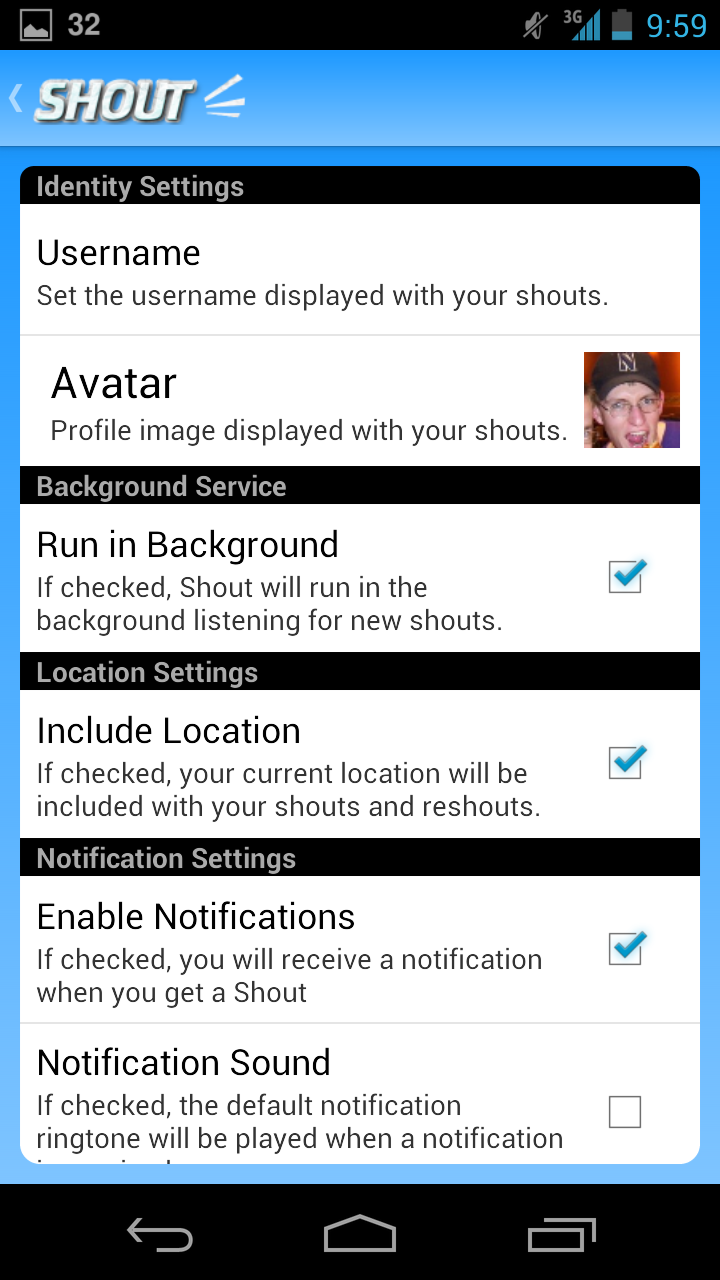 32
3G
9:59
SHOUT
Identity Settings
Username
Set the username displayed with your shouts.
Avatar
Profile image displayed with your shouts.
Background Service
Run in Background
If checked, Shout will run in the
background listening for new shouts.
Location Settings
Include Location
If checked, your current location will be
included with your shouts and reshouts.
Notification Settings
Enable Notifications
If checked, you will receive a notification
when you get a Shout
Notification Sound
If checked, the default notification
ringtone will be played when a notification